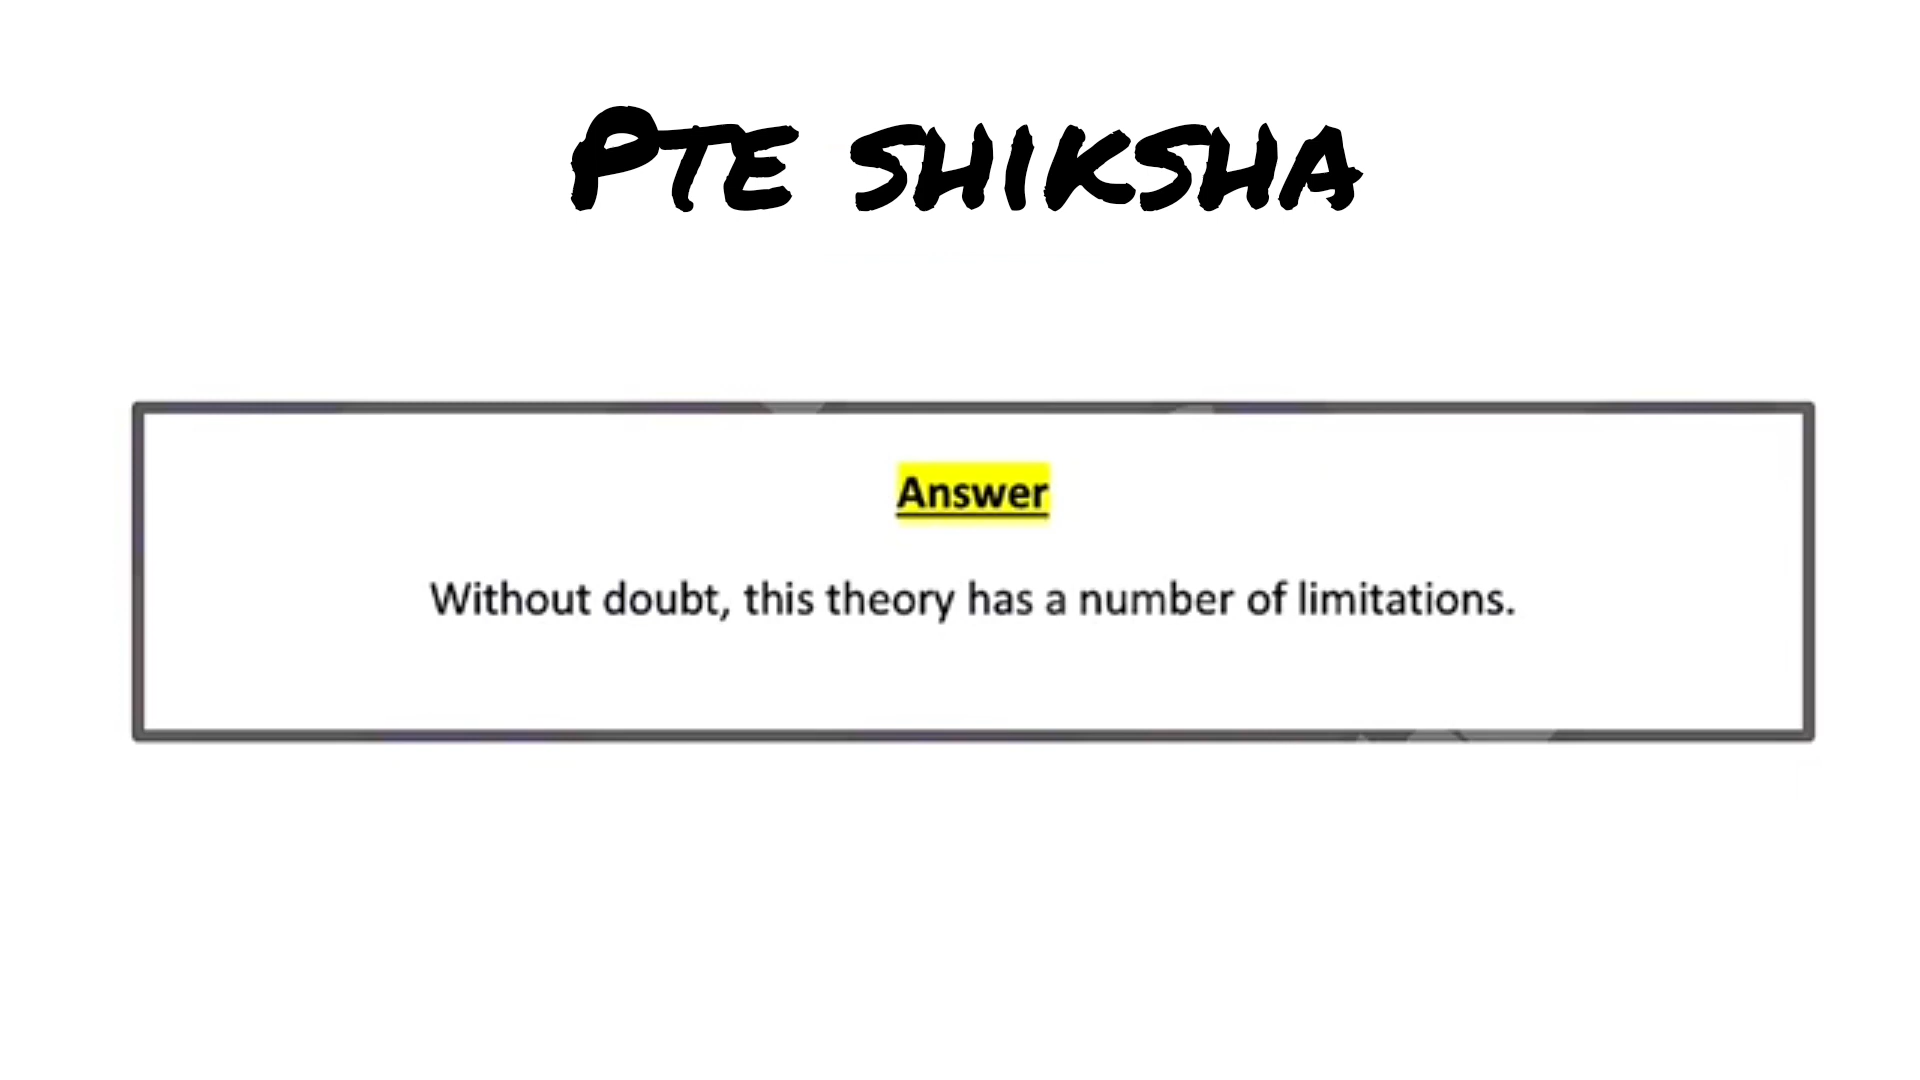 Pte shiksha
Answer
Without doubt, this theory has a number of limitations.